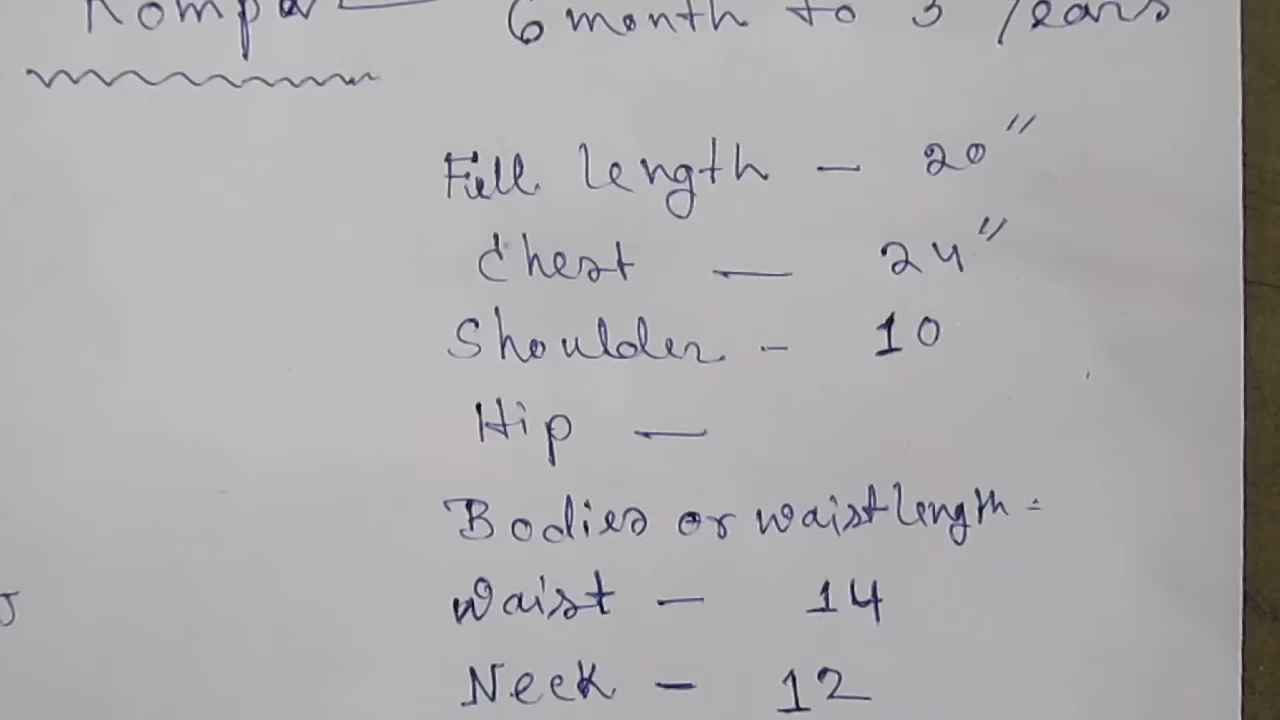 Rompa — 6 month to 3 years
Full length - 20"
Chest — 24"
Shoulder - 10
Hip —
Bodies or waist length =
Waist - 14
Neck - 12